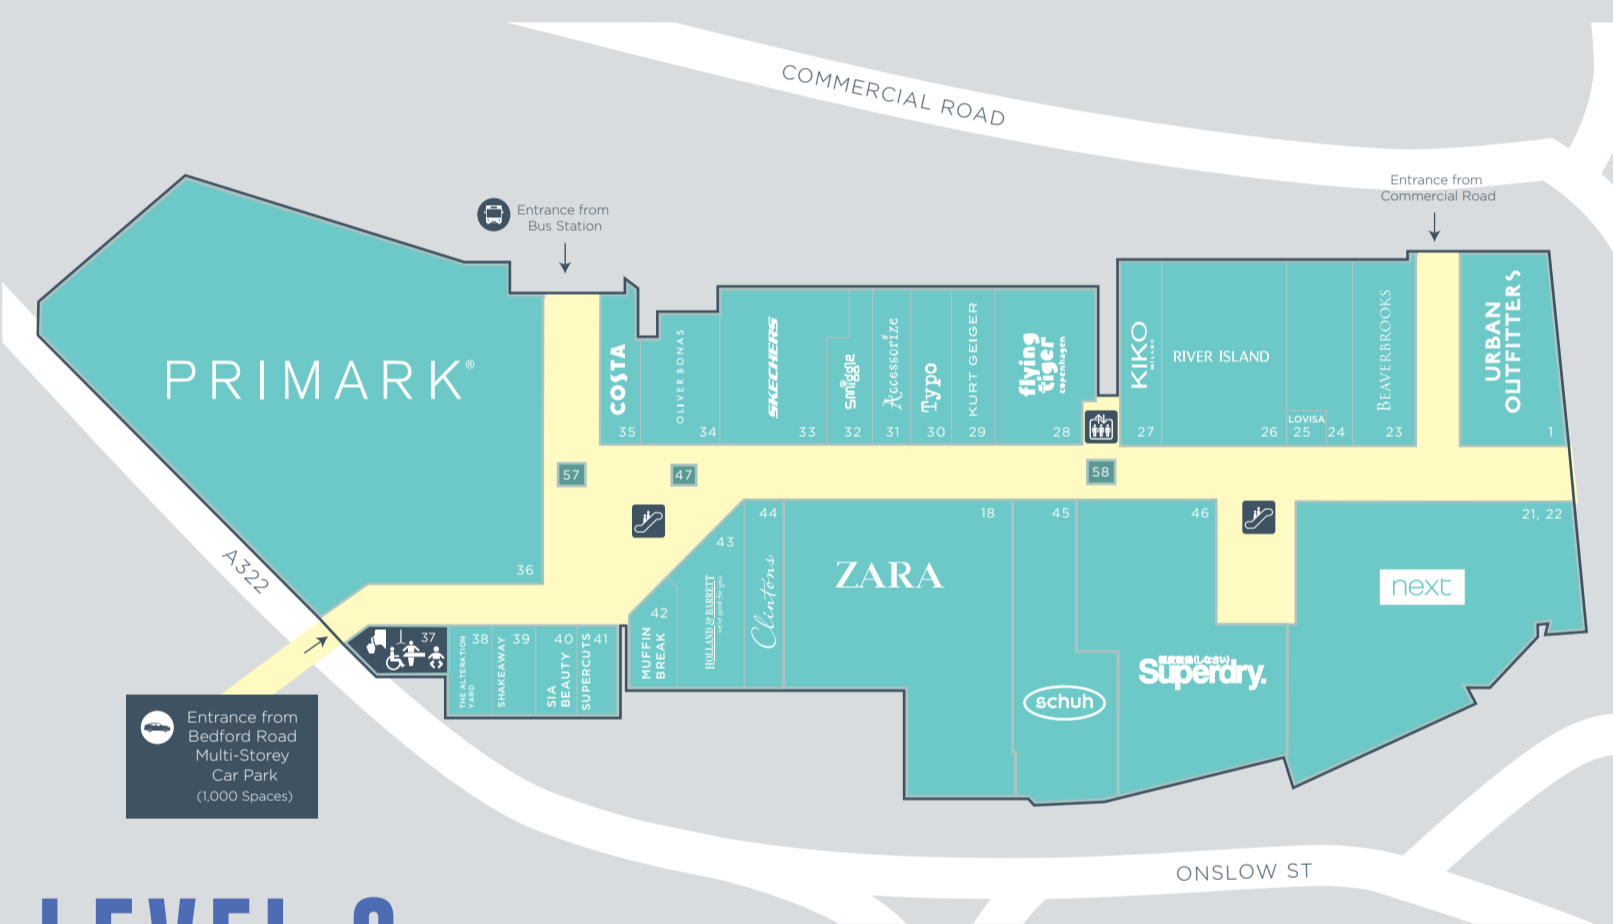 COMMERCIAL ROAD
Entrance from
Commercial Road
Entrance from
Bus Station
PRIMARK®
36
COSTA
35
OLIVER BONAS
34
SKECHERS
33
smiggle
32
Accessorize
31
Typo
30
KURT GEIGER
29
flying
tiger
copenhagen
28
KIKO
MILANO
27
RIVER ISLAND
26
LOVISA
25
24
BEAVERBROOKS
23
URBAN
OUTFITTERS
1
57
47
58
A322
37
THE ALTERATION
YARD
38
SHAKEAWAY
39
SIA
BEAUTY
40
SUPERCUTS
41
MUFFIN
BREAK
42
HOLLAND & BARRETT
43
Clintons
44
ZARA
18
schuh
45
Superdry.
46
next
21, 22
Entrance from
Bedford Road
Multi-Storey
Car Park
(1,000 Spaces)
ONSLOW ST
LEVEL